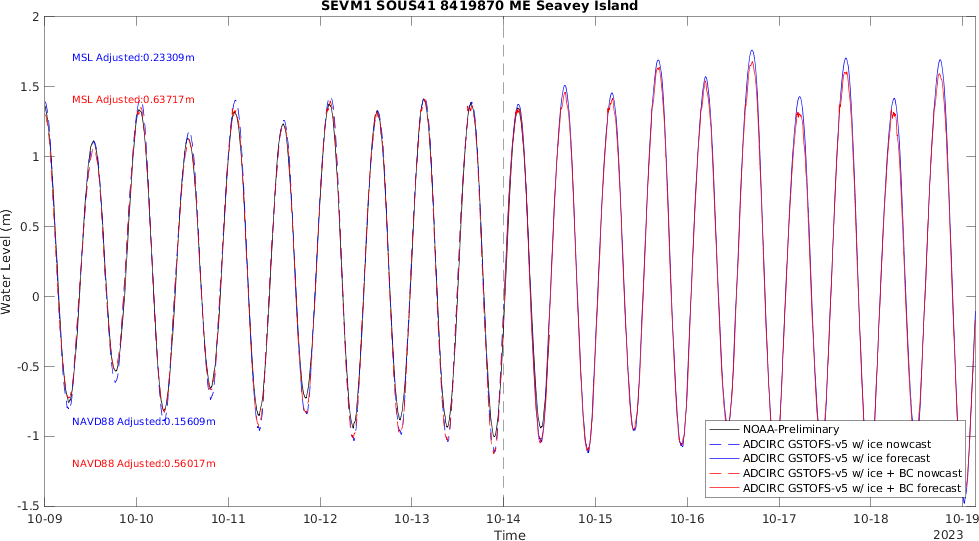 SEVM1 SOUS41 8419870 ME Seavey Island
Water Level (m)
2
1.5
1
0.5
0
-0.5
-1
-1.5
MSL Adjusted:0.23309m
MSL Adjusted:0.63717m
NAVD88 Adjusted:0.15609m
NAVD88 Adjusted:0.56017m
NOAA-Preliminary
ADCIRC GSTOFS-v5 w/ ice nowcast
ADCIRC GSTOFS-v5 w/ ice forecast
ADCIRC GSTOFS-v5 w/ ice + BC nowcast
ADCIRC GSTOFS-v5 w/ ice + BC forecast
10-09 10-10 10-11 10-12 10-13 10-14 10-15 10-16 10-17 10-18 10-19
Time
2023